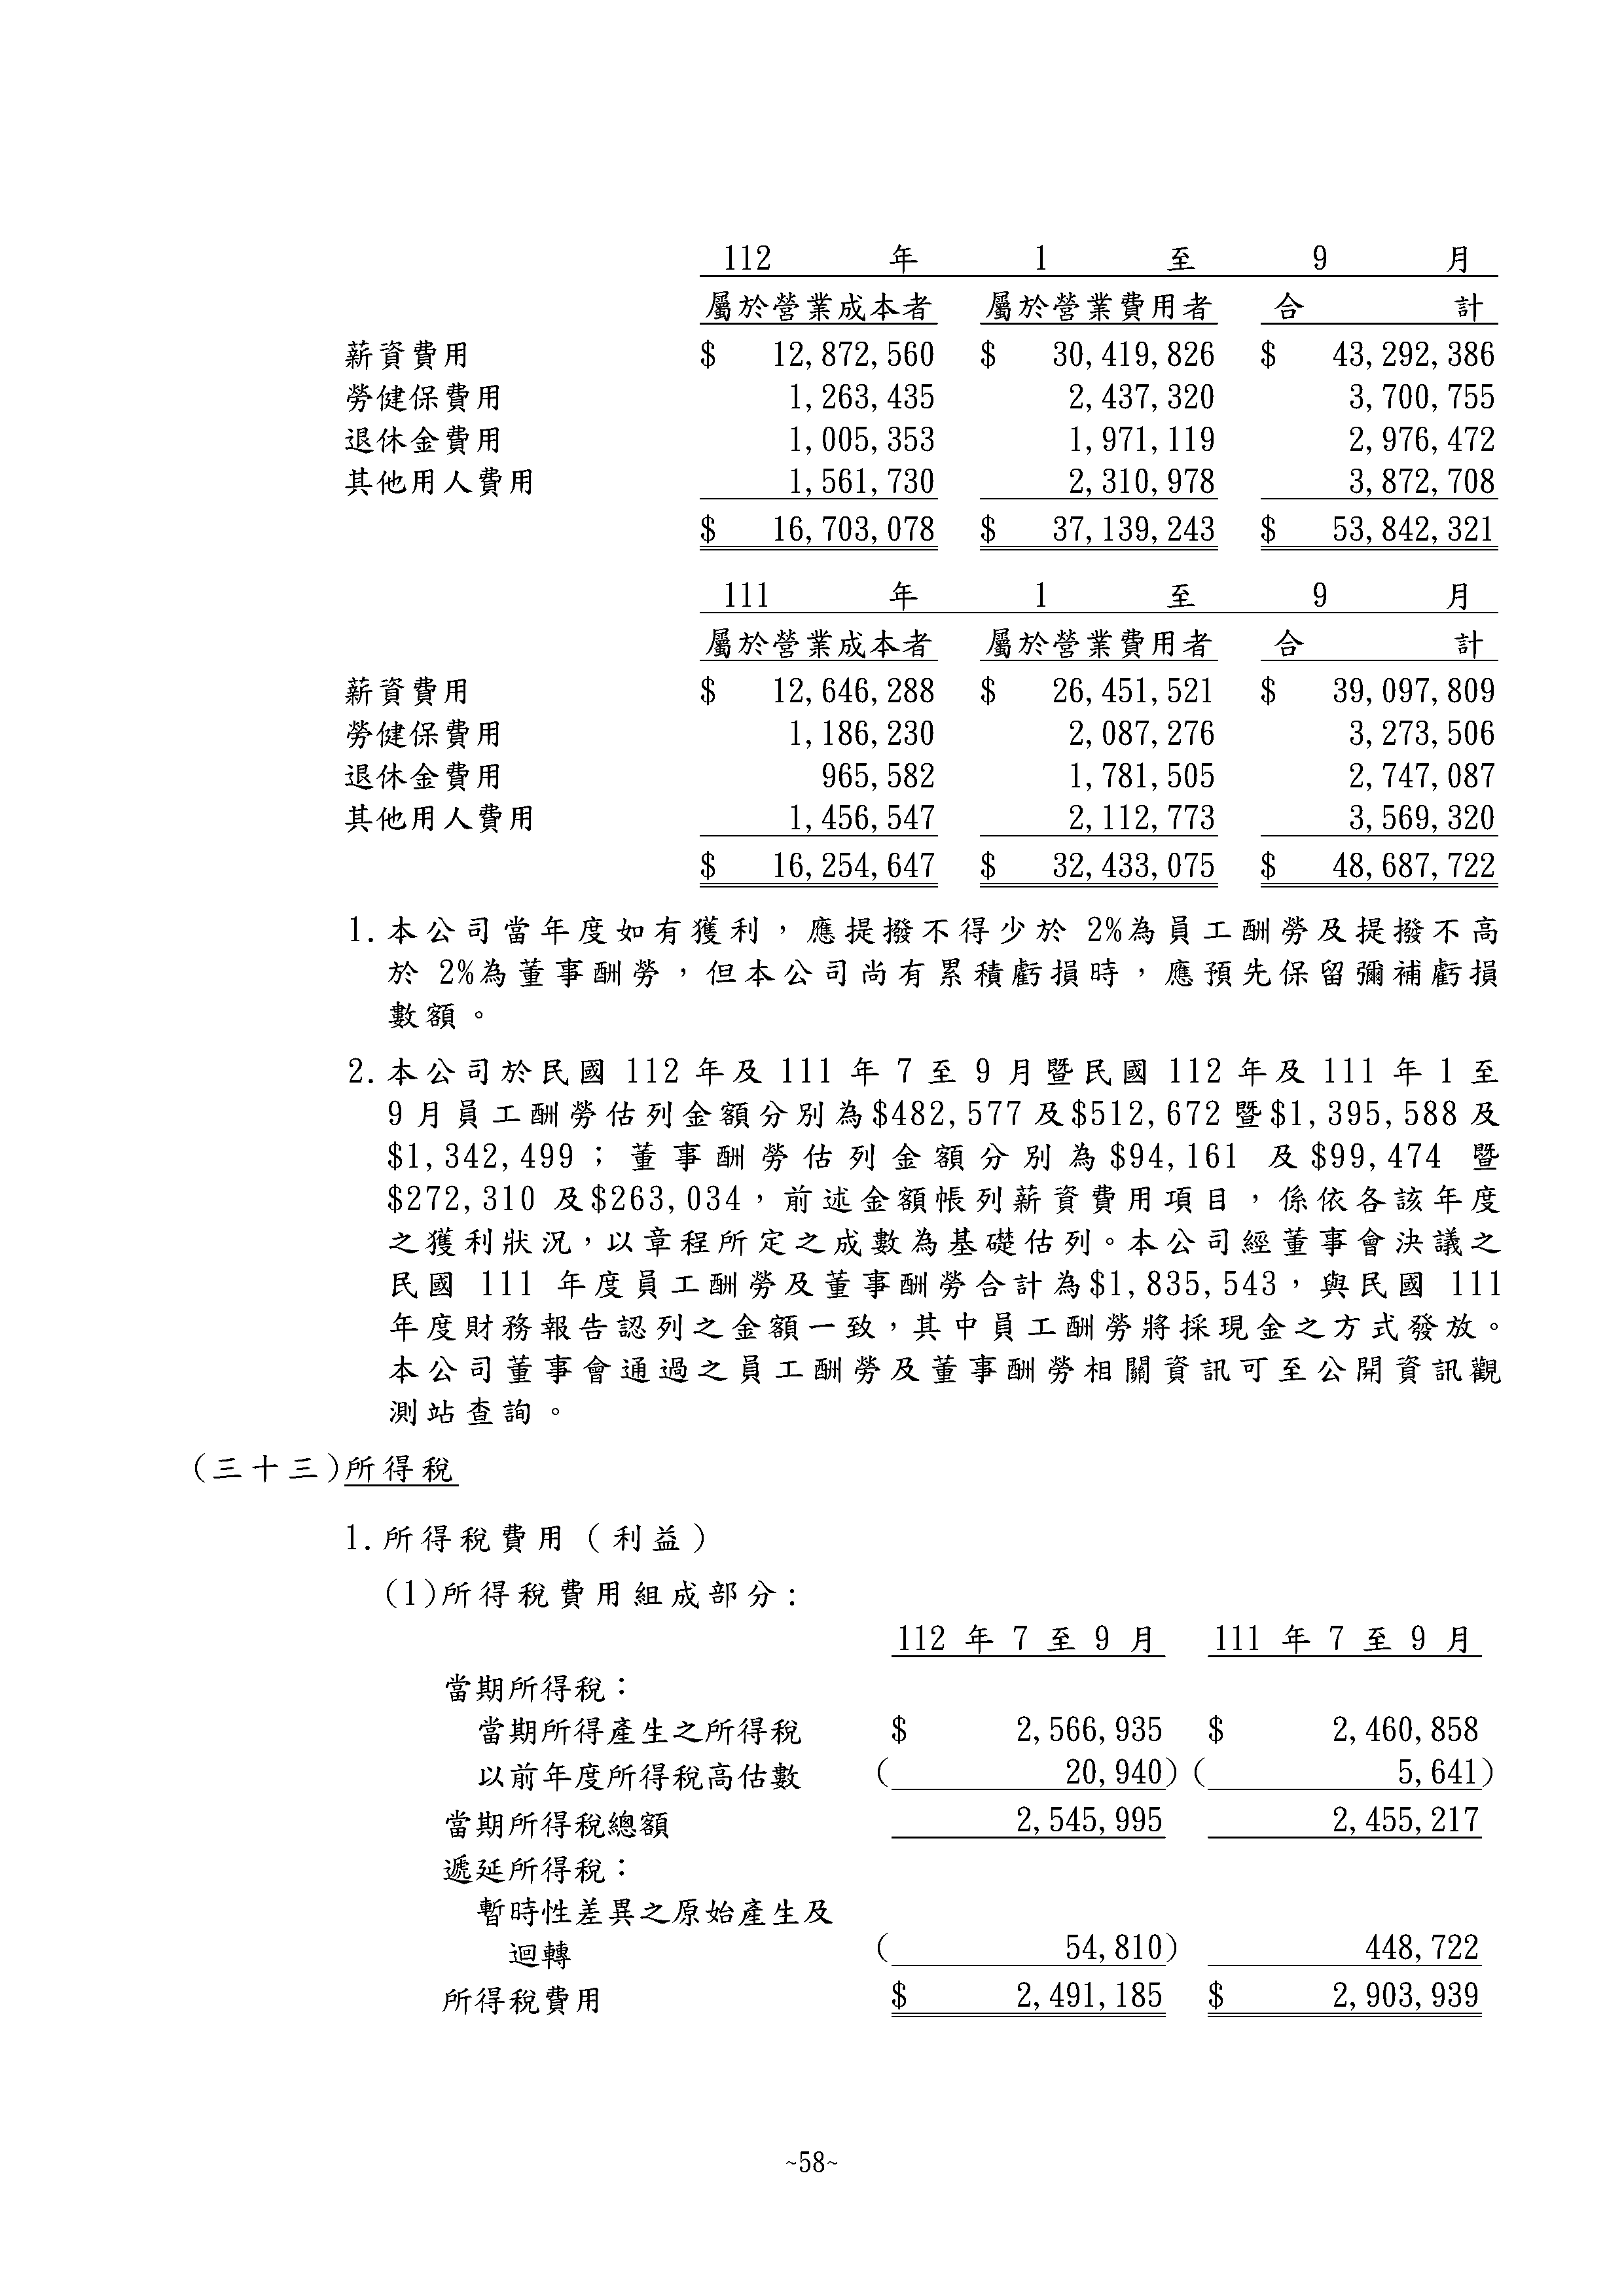 112 年 1 至 9 月
屬於營業成本者 屬於營業費用者 合 計
薪資費用 $ 12,872,560 $ 30,419,826 $ 43,292,386
勞健保費用 1,263,435 2,437,320 3,700,755
退休金費用 1,005,353 1,971,119 2,976,472
其他用人費用 1,561,730 2,310,978 3,872,708
$ 16,703,078 $ 37,139,243 $ 53,842,321
111 年 1 至 9 月
屬於營業成本者 屬於營業費用者 合 計
薪資費用 $ 12,646,288 $ 26,451,521 $ 39,097,809
勞健保費用 1,186,230 2,087,276 3,273,506
退休金費用 965,582 1,781,505 2,747,087
其他用人費用 1,456,547 2,112,773 3,569,320
$ 16,254,647 $ 32,433,075 $ 48,687,722
1.本公司當年度如有獲利，應提撥不得少於 2%為員工酬勞及提撥不高
於 2%為董事酬勞，但本公司尚有累積虧損時，應預先保留彌補虧損
數額。
2.本公司於民國 112 年及 111 年 7 至 9 月暨民國 112 年及 111 年 1 至
9 月員工酬勞估列金額分別為$482,577 及$512,672 暨$1,395,588 及
$1,342,499；董事酬勞估列金額分別為$94,161 及$99,474 暨
$272,310 及$263,034，前述金額帳列薪資費用項目，係依各該年度
之獲利狀況，以章程所定之成數為基礎估列。本公司經董事會決議之
民國 111 年度員工酬勞及董事酬勞合計為$1,835,543，與民國 111
年度財務報告認列之金額一致，其中員工酬勞將採現金之方式發放。
本公司董事會通過之員工酬勞及董事酬勞相關資訊可至公開資訊觀
測站查詢。
(三十三)所得稅
1.所得稅費用（利益）
(1)所得稅費用組成部分:
112 年 7 至 9 月 111 年 7 至 9 月
當期所得稅：
當期所得產生之所得稅 $ 2,566,935 $ 2,460,858
以前年度所得稅高估數 ( 20,940) ( 5,641)
當期所得稅總額 2,545,995 2,455,217
遞延所得稅：
暫時性差異之原始產生及
迴轉 ( 54,810) 448,722
所得稅費用 $ 2,491,185 $ 2,903,939
~58~